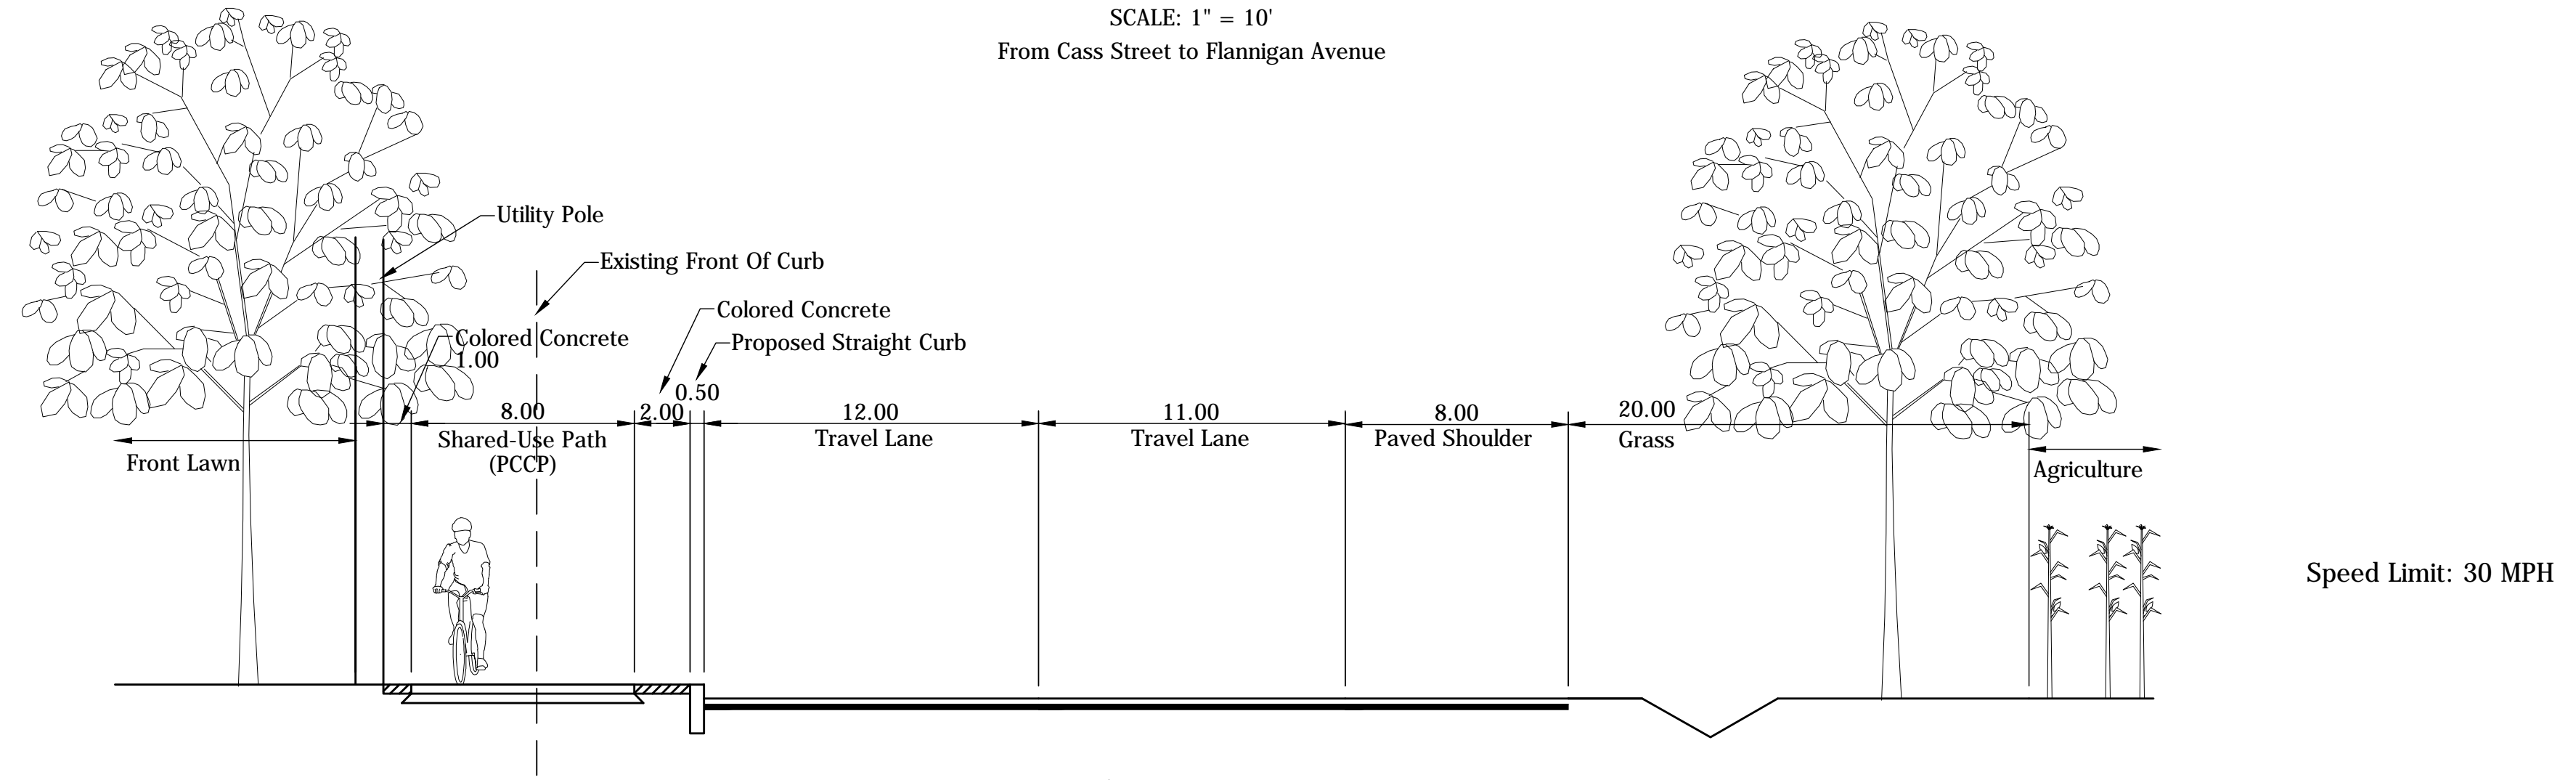 SCALE: 1" = 10'
From Cass Street to Flannigan Avenue
Utility Pole
Existing Front Of Curb
Colored Concrete
Proposed Straight Curb
Colored Concrete
1.00
0.50
8.00
2.00
12.00
11.00
8.00
20.00
Shared-Use Path
(PCCP)
Travel Lane
Travel Lane
Paved Shoulder
Grass
Front Lawn
Agriculture
Speed Limit: 30 MPH